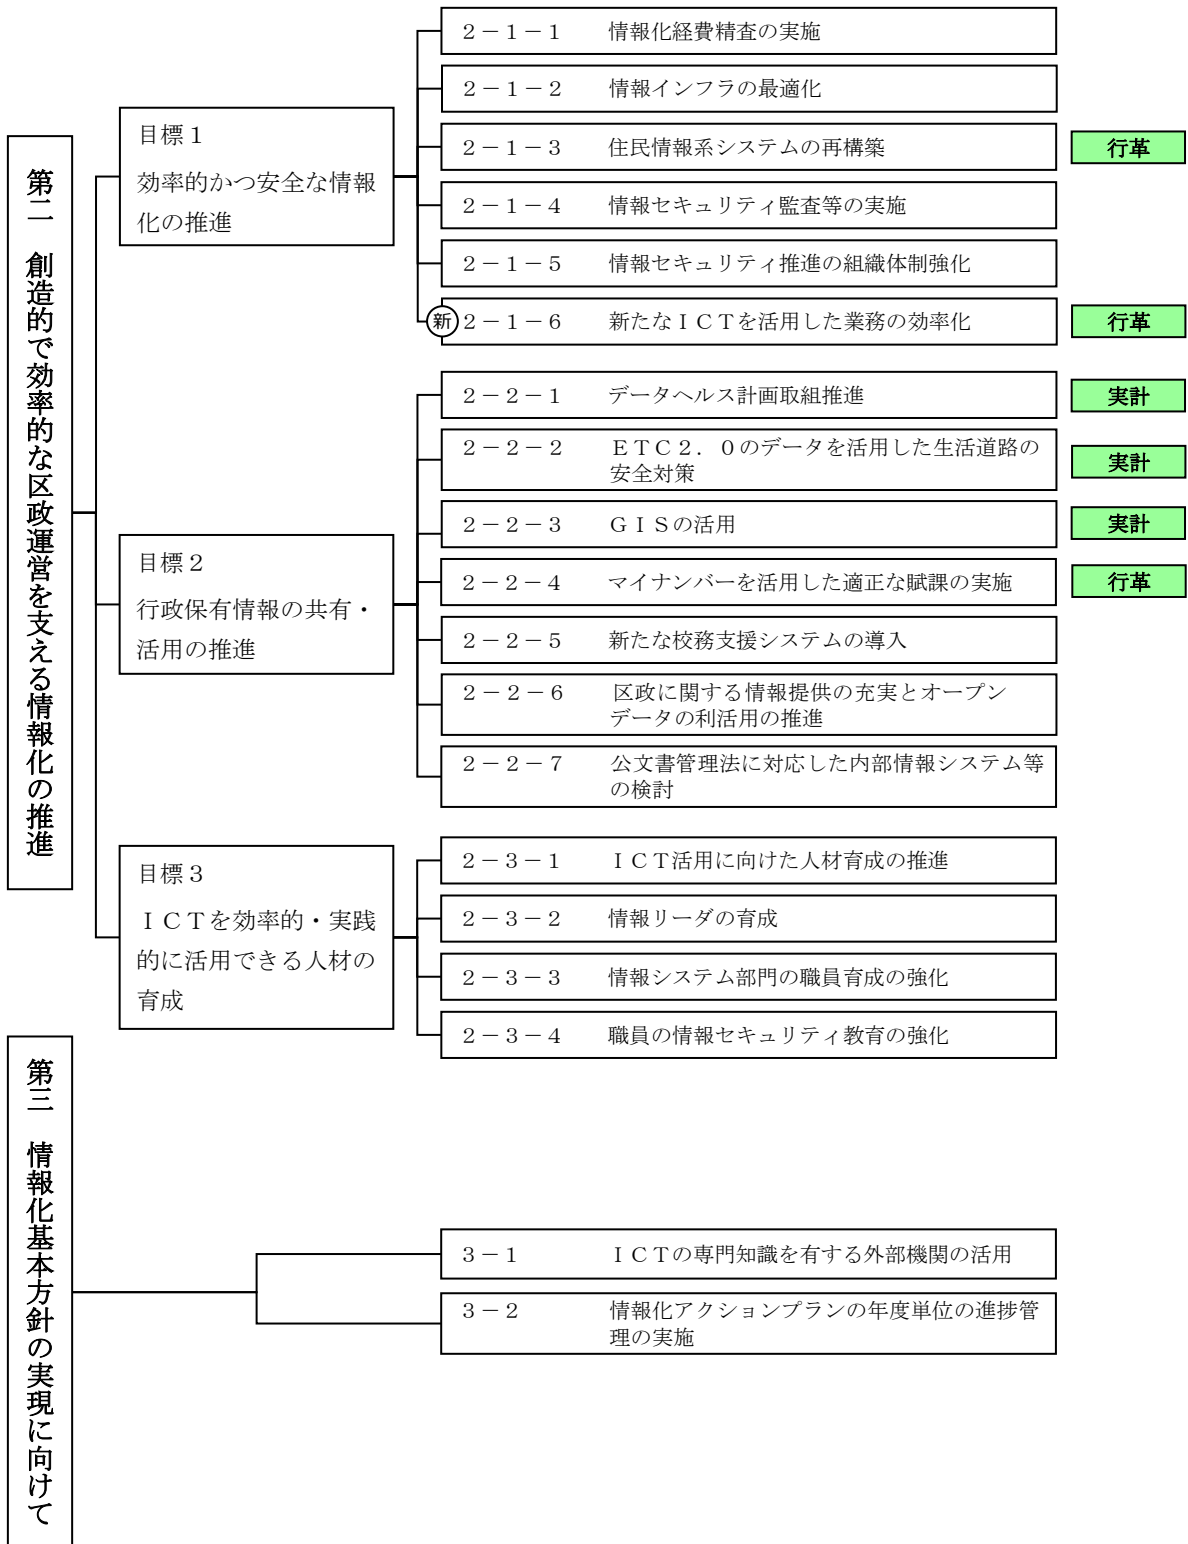 第二　創造的で効率的な区政運営を支える情報化の推進
目標１
効率的かつ安全な情報
化の推進
２－１－１　情報化経費精査の実施
２－１－２　情報インフラの最適化
２－１－３　住民情報系システムの再構築
行革
２－１－４　情報セキュリティ監査等の実施
２－１－５　情報セキュリティ推進の組織体制強化
新 ２－１－６　新たなＩＣＴを活用した業務の効率化
行革
目標２
行政保有情報の共有・
活用の推進
２－２－１　データヘルス計画取組推進
実計
２－２－２　ＥＴＣ２．０のデータを活用した生活道路の
安全対策
実計
２－２－３　ＧＩＳの活用
実計
２－２－４　マイナンバーを活用した適正な賦課の実施
行革
２－２－５　新たな校務支援システムの導入
２－２－６　区政に関する情報提供の充実とオープン
データの利活用の推進
２－２－７　公文書管理法に対応した内部情報システム等
の検討
目標３
ＩＣＴを効率的・実践
的に活用できる人材の
育成
２－３－１　ＩＣＴ活用に向けた人材育成の推進
２－３－２　情報リーダの育成
２－３－３　情報システム部門の職員育成の強化
２－３－４　職員の情報セキュリティ教育の強化
第三　情報化基本方針の実現に向けて
３－１　ＩＣＴの専門知識を有する外部機関の活用
３－２　情報化アクションプランの年度単位の進捗管
理の実施